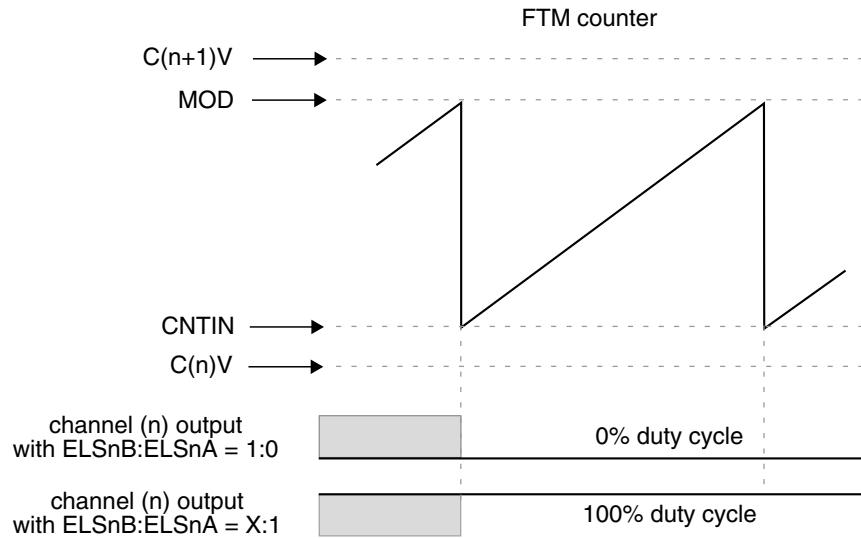 FTM counter
C(n+1)V
MOD
CNTIN
C(n)V
channel (n) output
with ELSnB:ELSnA = 1:0
0% duty cycle
channel (n) output
with ELSnB:ELSnA = X:1
100% duty cycle